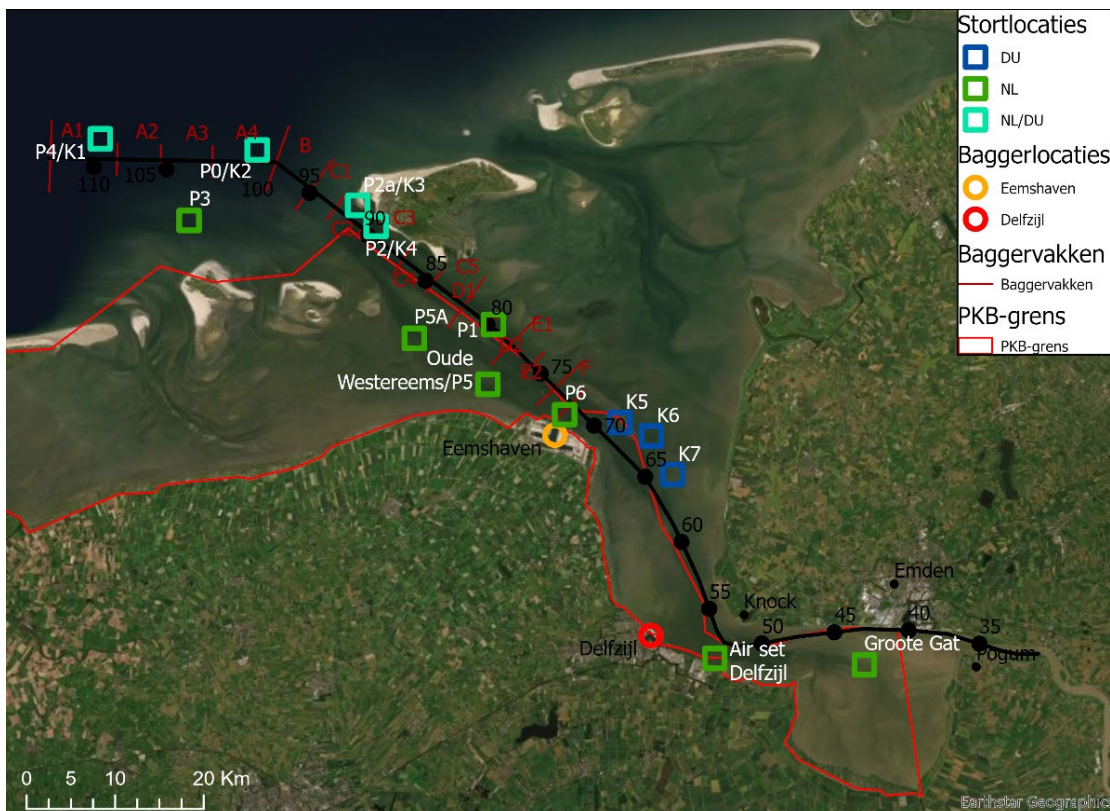 Stortlocaties
DU
NL
NL/DU
Baggerlocaties
Eemshaven
Delfzijl
Baggervakken
Baggervakken
PKB-grens
PKB-grens
A1
A2
A3
A4
B
P4/K1
P0/K2
110
105
100
95
C1
P2a/K3
P3
90
C3
P2/K4
85
C5
C4
D1
80
P5A
P1
E1
Oude
Westereems/P5
75
F
P6
K5
K6
70
Eemshaven
K7
65
60
55
Knock
Emden
50
45
40
35
Delfzijl
Air set
Delfzijl
Groote Gat
Pogum
0 5 10 20 Km
Earthstar Geographics